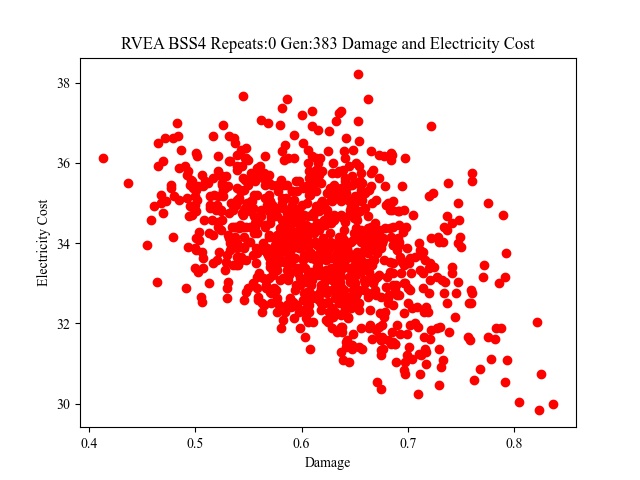 RVEA BSS4 Repeats:0 Gen:383 Damage and Electricity Cost
38
36
34
32
30
Electricity Cost
0.4 0.5 0.6 0.7 0.8
Damage